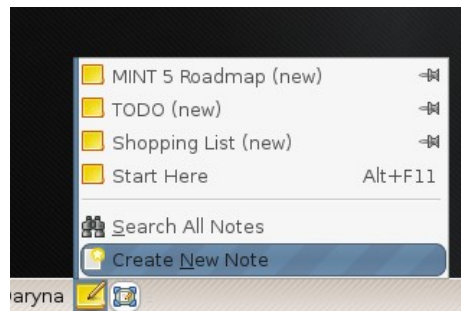 MINT 5 Roadmap (new)
TODO (new)
Shopping List (new)
Start Here Alt+F11
Search All Notes
Create New Note
aryna